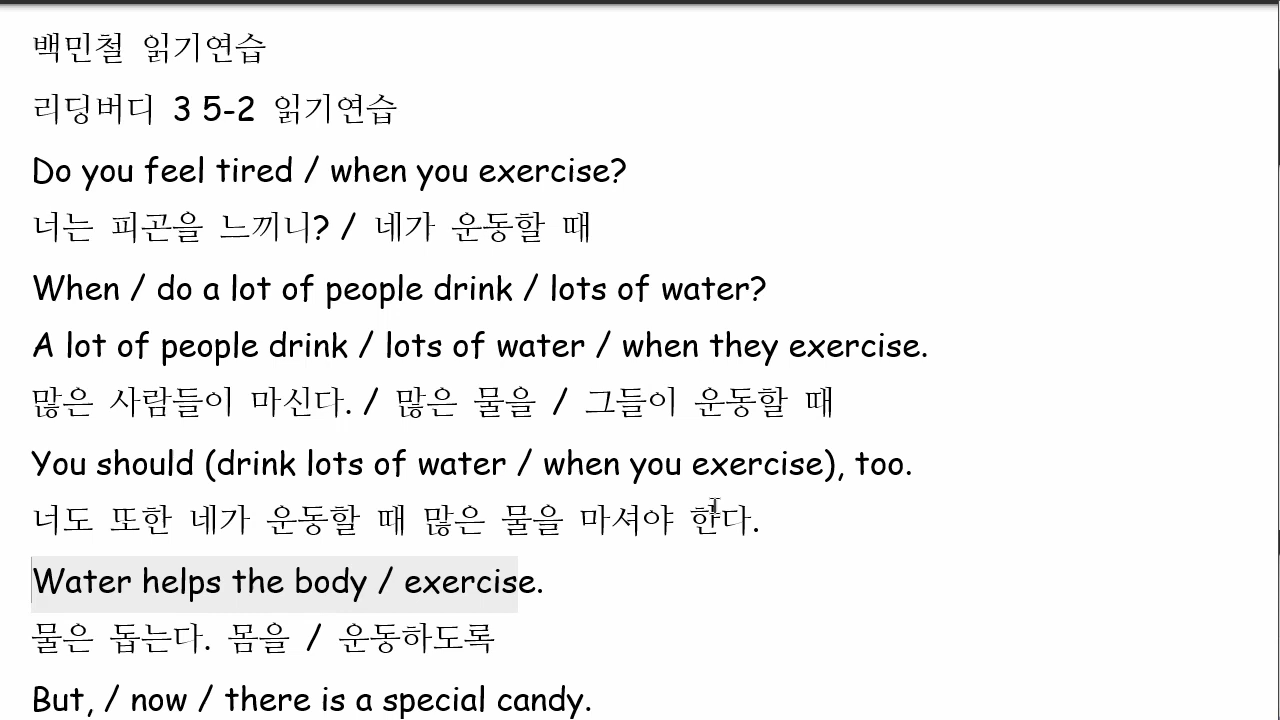 백민철 읽기연습
리딩버디 3 5-2 읽기연습
Do you feel tired / when you exercise?
너는 피곤을 느끼니? / 네가 운동할 때
When / do a lot of people drink / lots of water?
A lot of people drink / lots of water / when they exercise.
많은 사람들이 마신다. / 많은 물을 / 그들이 운동할 때
You should (drink lots of water / when you exercise), too.
너도 또한 네가 운동할 때 많은 물을 마셔야 한다.
Water helps the body / exercise.
물은 돕는다. 몸을 / 운동하도록
But, / now / there is a special candy.